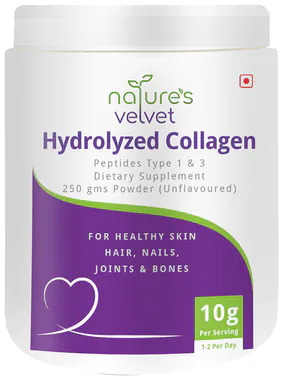 nature's
velvet
Hydrolyzed Collagen
Peptides Type 1 & 3
Dietary Supplement
250 gms Powder (Unflavoured)
FOR HEALTHY SKIN
HAIR, NAILS,
JOINTS & BONES
10g
Per Serving
1-2 Per Day